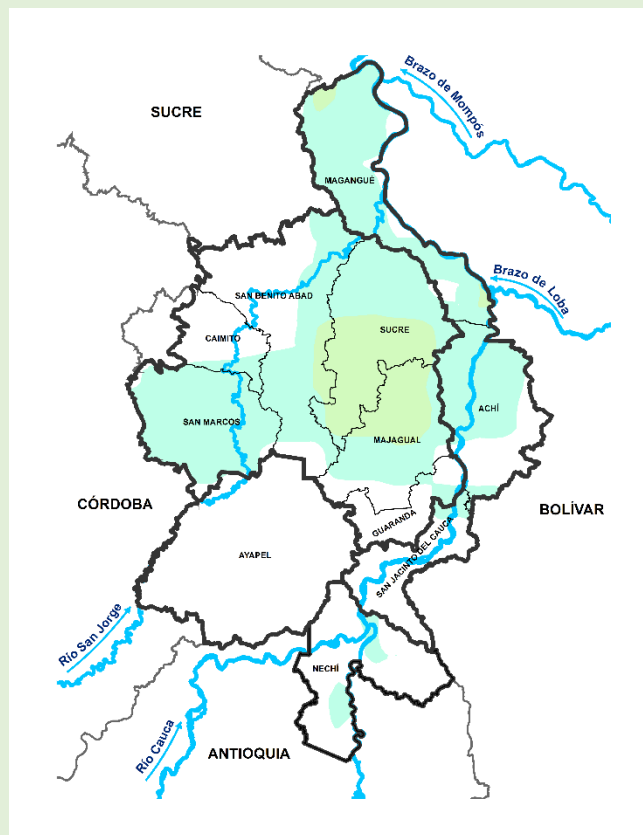 Brazo de Mompós
SUCRE
MAGANGUÉ
Brazo de Loba
SAN BENITO ABAD
SUCRE
CAIMITO
ACHÍ
SAN MARCOS
MAJAGUAL
CÓRDOBA
BOLÍVAR
GUARANDA
AYAPEL
SAN JACINTO DEL CAUCA
Río San Jorge
NECHÍ
Río Cauca
ANTIOQUIA